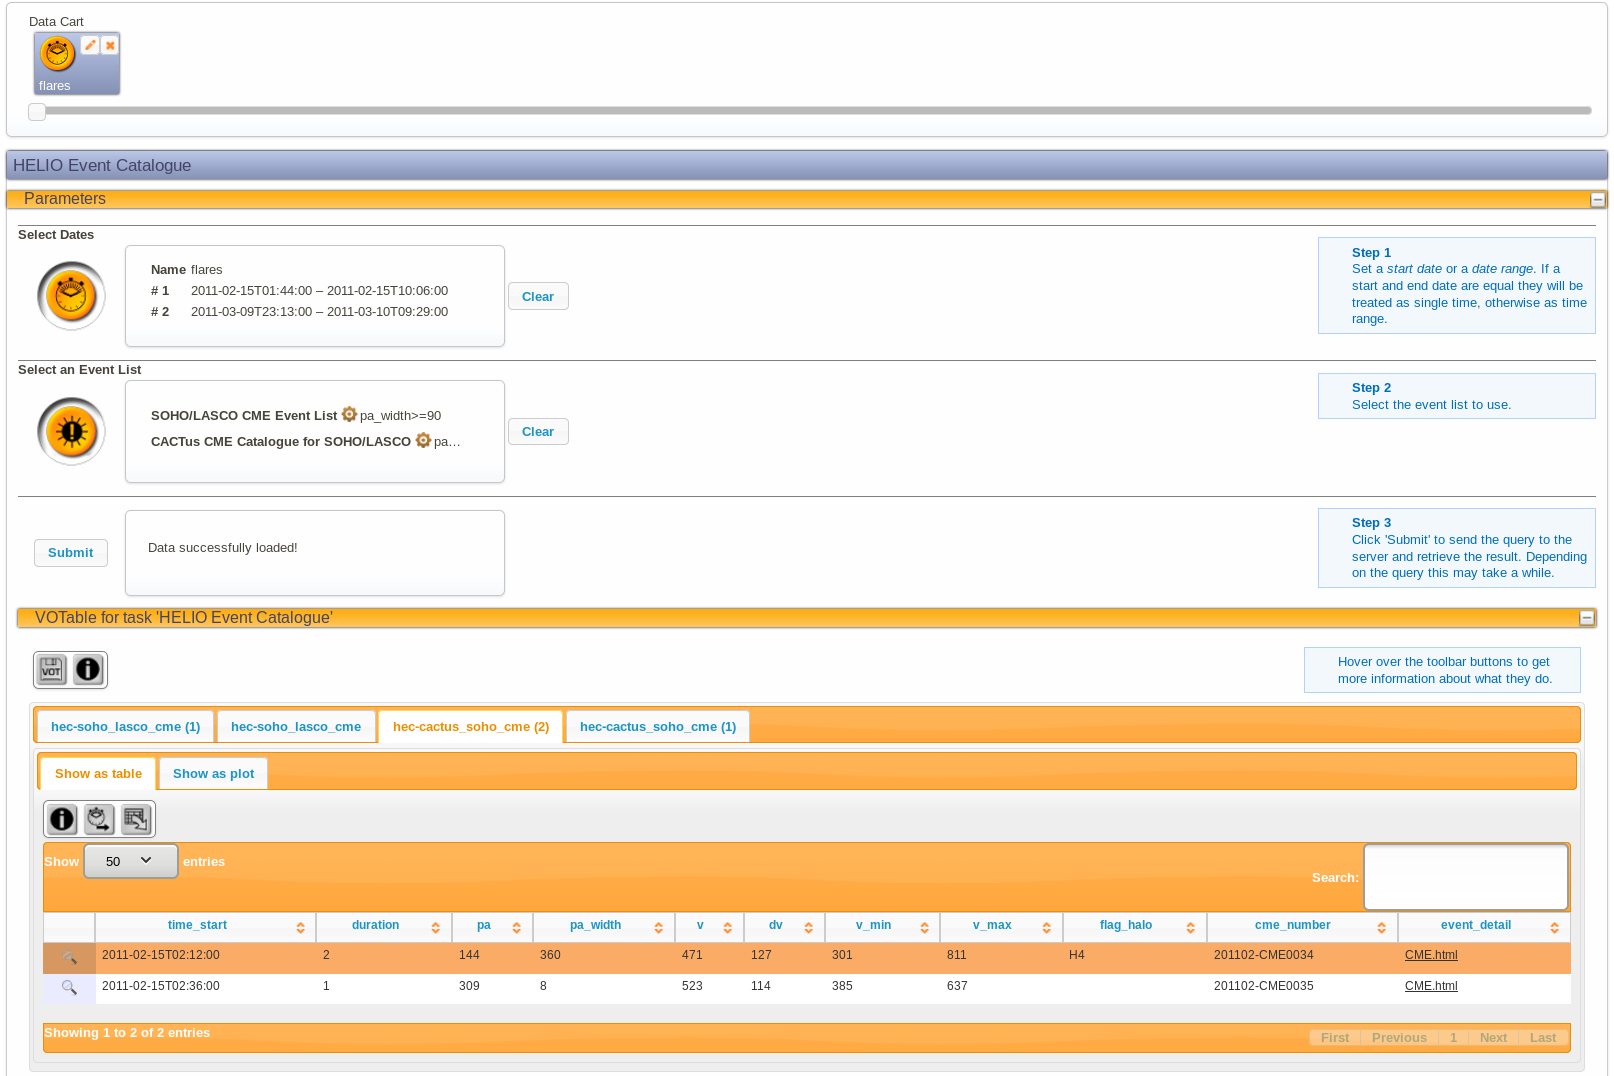 Data Cart
flares
HELIO Event Catalogue
Parameters
Select Dates
Name flares
# 1 2011-02-15T01:44:00 – 2011-02-15T10:06:00
# 2 2011-03-09T23:13:00 – 2011-03-10T09:29:00
Clear
Step 1
Set a start date or a date range. If a
start and end date are equal they will be
treated as single time, otherwise as time
range.
Select an Event List
SOHO/LASCO CME Event List pa_width>=90
CACTus CME Catalogue for SOHO/LASCO pa…
Clear
Step 2
Select the event list to use.
Submit
Data successfully loaded!
Step 3
Click 'Submit' to send the query to the
server and retrieve the result. Depending
on the query this may take a while.
VOTable for task 'HELIO Event Catalogue'
VOT
Hover over the toolbar buttons to get
more information about what they do.
hec-soho_lasco_cme (1) hec-soho_lasco_cme hec-cactus_soho_cme (2) hec-cactus_soho_cme (1)
Show as table Show as plot
Show 50 entries
Search:
time_start duration pa pa_width v dv v_min v_max flag_halo cme_number event_detail
2011-02-15T02:12:00 2 144 360 471 127 301 811 H4 201102-CME0034 CME.html
2011-02-15T02:36:00 1 309 8 523 114 385 637 201102-CME0035 CME.html
Showing 1 to 2 of 2 entries
First Previous 1 Next Last